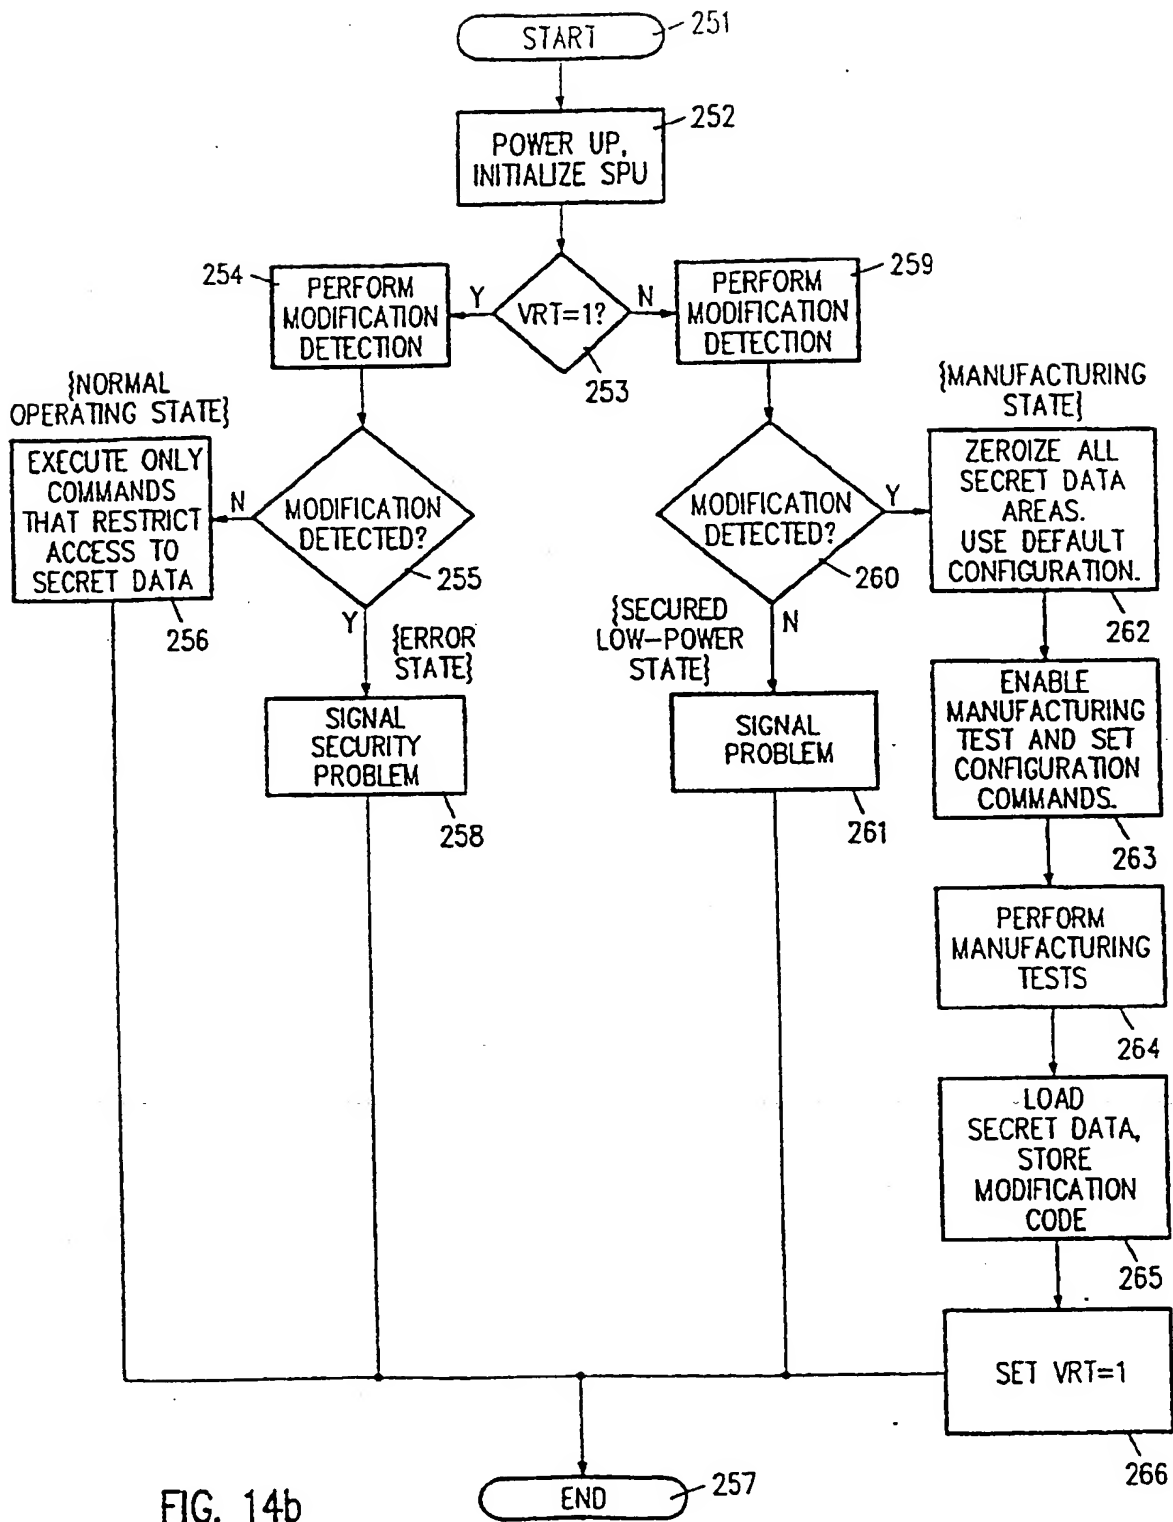 START
251
252
POWER UP,
INITIALIZE SPU
254
PERFORM
MODIFICATION
DETECTION
Y
VRT=1?
N
253
259
PERFORM
MODIFICATION
DETECTION
{NORMAL
OPERATING STATE}
EXECUTE ONLY
COMMANDS
THAT RESTRICT
ACCESS TO
SECRET DATA
256
N
MODIFICATION
DETECTED?
255
Y
{ERROR
STATE}
SIGNAL
SECURITY
PROBLEM
258
MODIFICATION
DETECTED?
260
Y
N
{SECURED
LOW-POWER
STATE}
SIGNAL
PROBLEM
261
{MANUFACTURING
STATE}
ZEROIZE ALL
SECRET DATA
AREAS.
USE DEFAULT
CONFIGURATION.
262
ENABLE
MANUFACTURING
TEST AND SET
CONFIGURATION
COMMANDS.
263
PERFORM
MANUFACTURING
TESTS
264
LOAD
SECRET DATA,
STORE
MODIFICATION
CODE
265
SET VRT=1
266
END
257
FIG. 14b